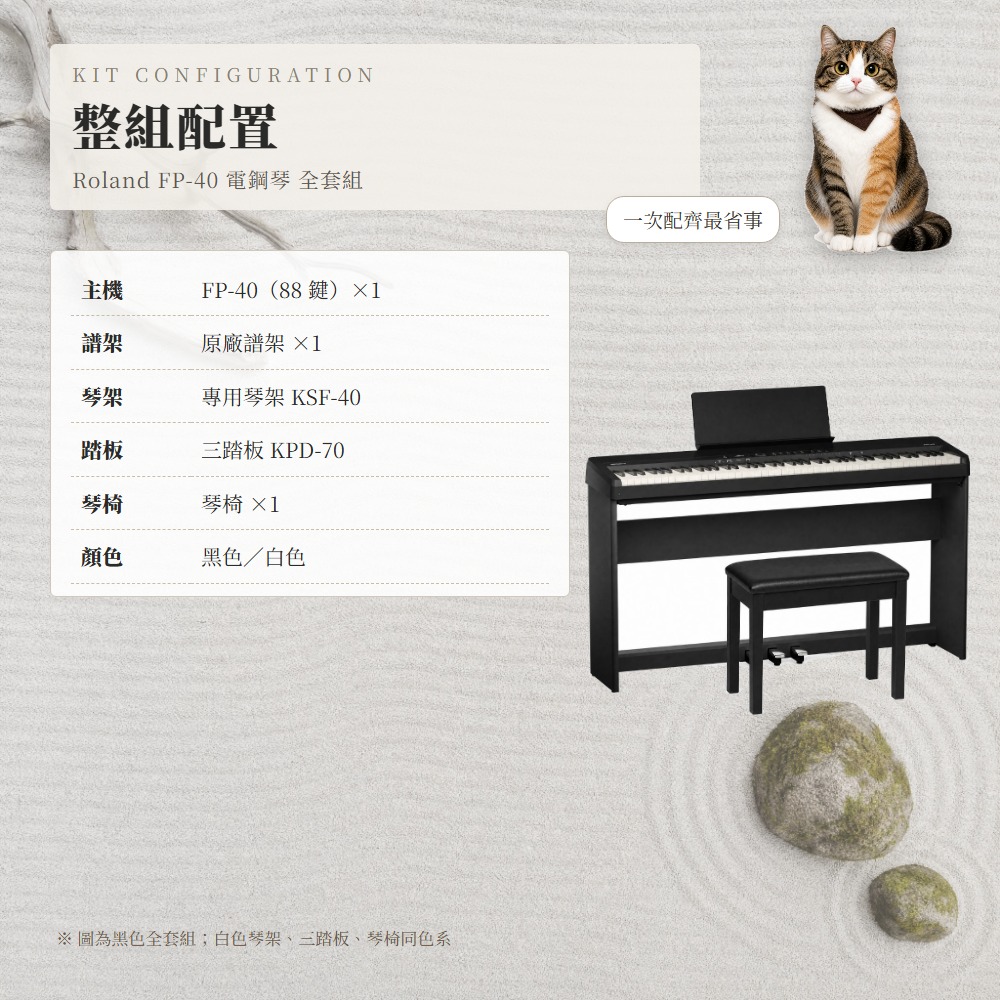 KIT CONFIGURATION
整組配置
Roland FP-40 電鋼琴 全套組
一次配齊最省事
主機 FP-40（88 鍵）×1
譜架 原廠譜架 ×1
琴架 專用琴架 KSF-40
踏板 三踏板 KPD-70
琴椅 琴椅 ×1
顏色 黑色／白色
※ 圖為黑色全套組；白色琴架、三踏板、琴椅同色系